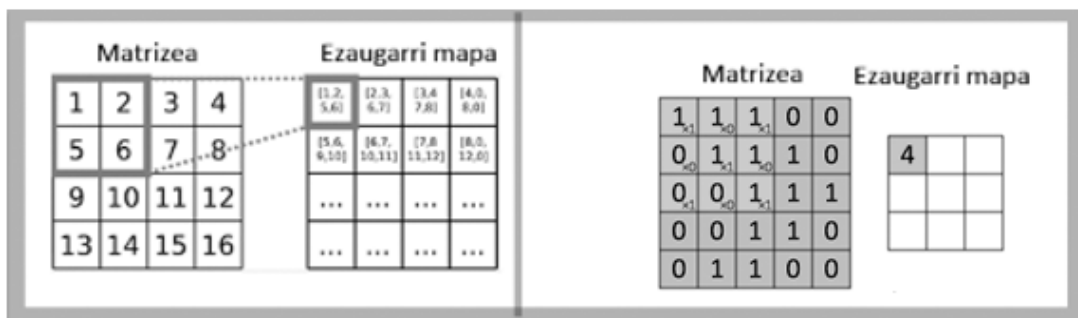 Matrizea
Ezaugarri mapa
1 2 3 4
5 6 7 8
9 10 11 12
13 14 15 16
[1,2,
5,6]
[2,3,
6,7]
[3,4
7,8]
[4,0,
8,0]
[5,6,
9,10]
[6,7,
10,11]
[7,8
11,12]
[8,0,
12,0]
... ... ... ...
... ... ... ...
Matrizea
Ezaugarri mapa
1×1 1×0 1×1 0 0
0×0 1×1 0×0 1 0
0×1 0×0 1×1 1 1
0 0 1 1 0
0 1 1 0 0
4